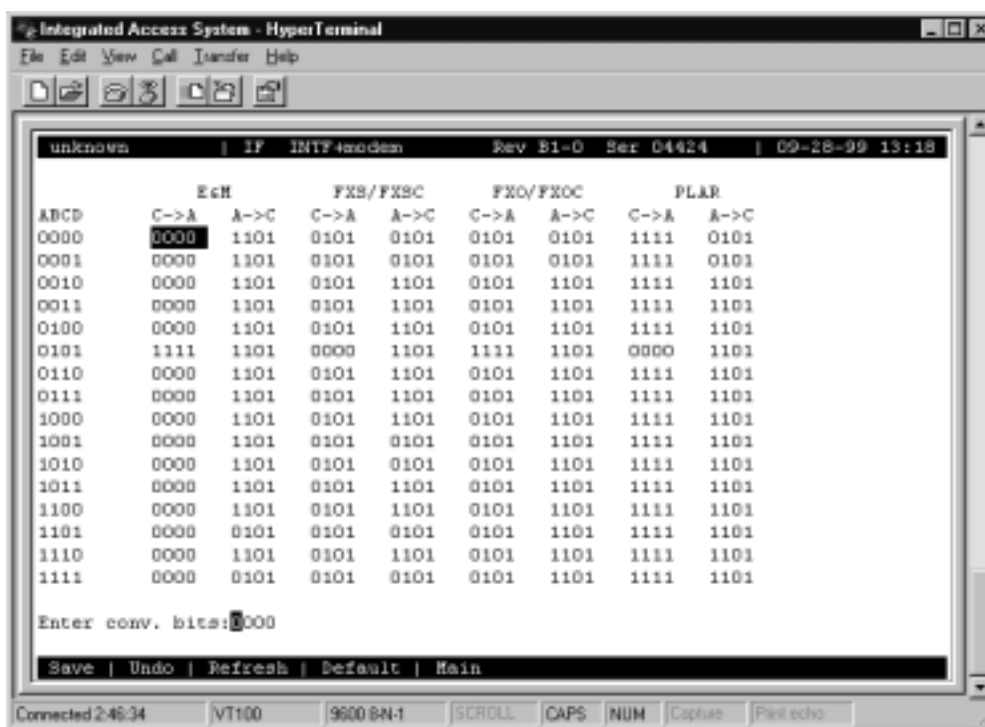 Integrated Access System - HyperTerminal
File Edit View Call Transfer Help
unknown | IF INTF+modem Rev B1-0 Ser 04424 | 09-28-99 13:18
E&M FXS/FXSC FXO/FXOC PLAR
ABCD C->A A->C C->A A->C C->A A->C C->A A->C
0000 0000 1101 0101 0101 0101 0101 1111 0101
0001 0000 1101 0101 0101 0101 0101 1111 0101
0010 0000 1101 0101 1101 0101 1101 1111 1101
0011 0000 1101 0101 1101 0101 1101 1111 1101
0100 0000 1101 0101 1101 0101 1101 1111 1101
0101 1111 1101 0000 1101 1111 1101 0000 1101
0110 0000 1101 0101 1101 0101 1101 1111 1101
0111 0000 1101 0101 1101 0101 1101 1111 1101
1000 0000 1101 0101 1101 0101 1101 1111 1101
1001 0000 1101 0101 0101 0101 1101 1111 1101
1010 0000 1101 0101 0101 0101 1101 1111 1101
1011 0000 1101 0101 1101 0101 1101 1111 1101
1100 0000 1101 0101 1101 0101 1101 1111 1101
1101 0000 0101 0101 0101 0101 1101 1111 1101
1110 0000 1101 0101 1101 0101 1101 1111 1101
1111 0000 0101 0101 0101 0101 1101 1111 1101
Enter conv. bits:0000
Save | Undo | Refresh | Default | Main
Connected 2:46:34 VT100 9600 8-N-1 SCROLL CAPS NUM Capture Print echo